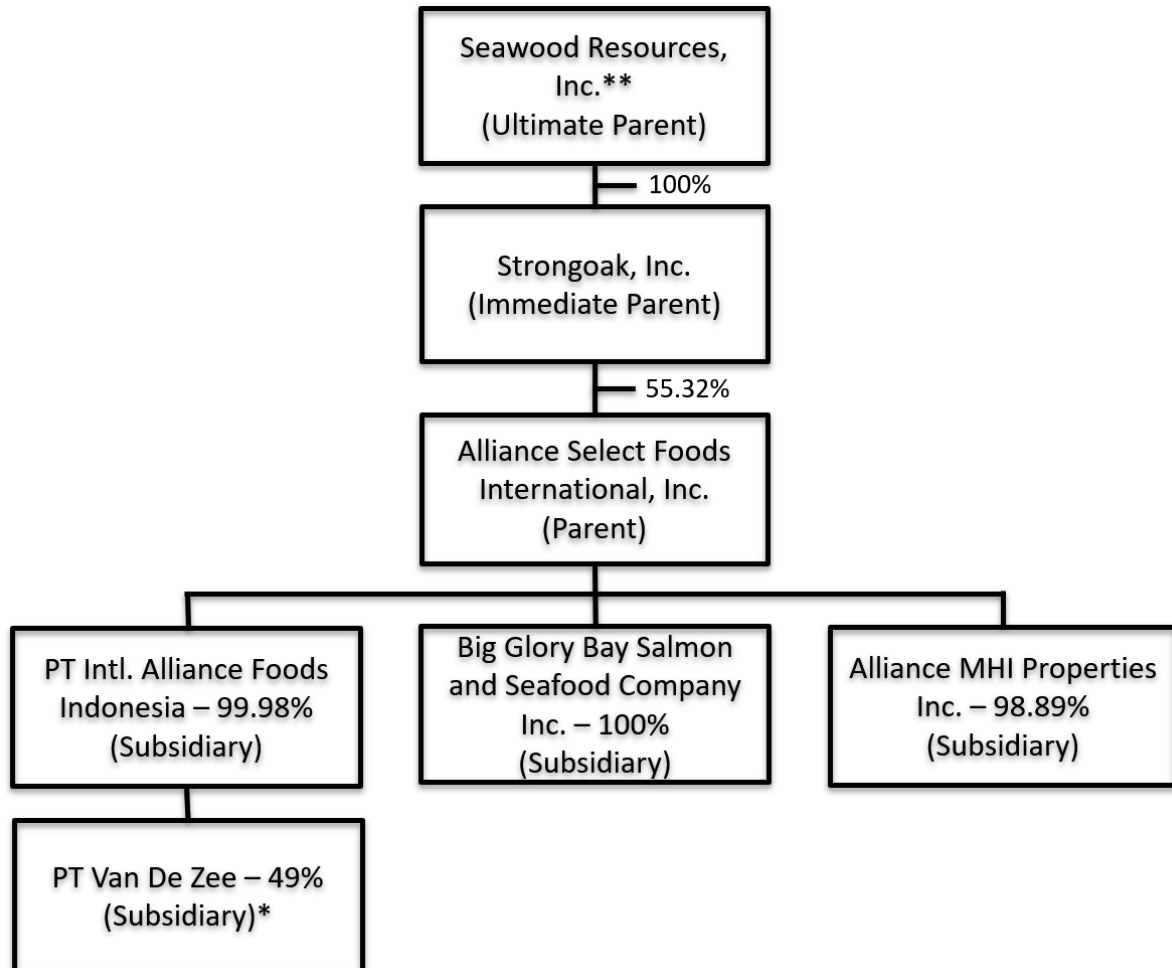 Seawood Resources,
Inc.**
(Ultimate Parent)
100%
Strongoak, Inc.
(Immediate Parent)
55.32%
Alliance Select Foods
International, Inc.
(Parent)
PT Intl. Alliance Foods
Indonesia – 99.98%
(Subsidiary)
Big Glory Bay Salmon
and Seafood Company
Inc. – 100%
(Subsidiary)
Alliance MHI Properties
Inc. – 98.89%
(Subsidiary)
PT Van De Zee – 49%
(Subsidiary)*